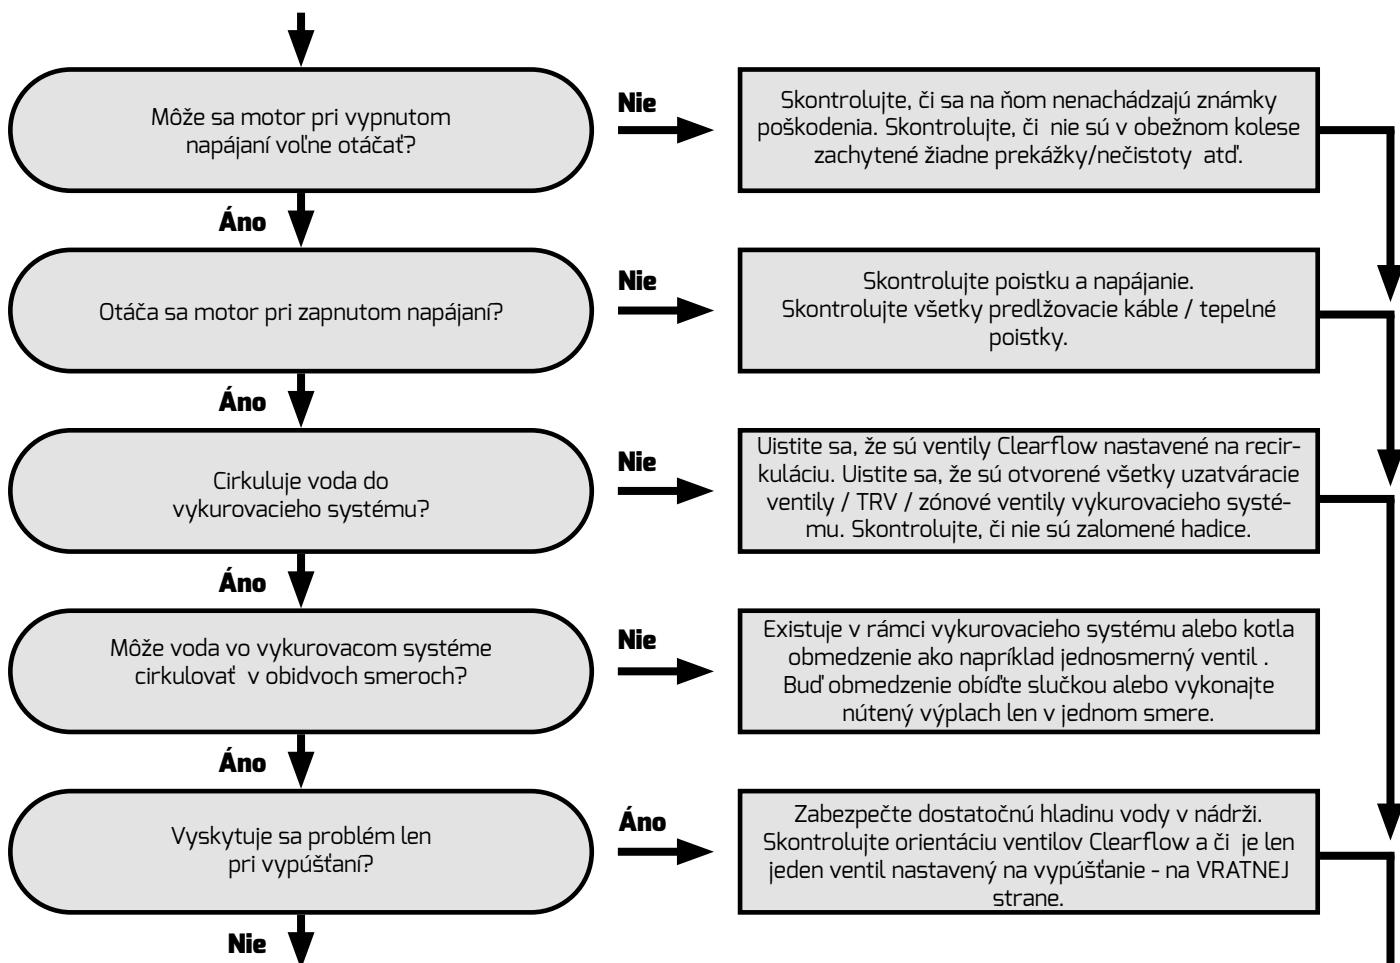 Môže sa motor pri vypnutom
napájaní voľne otáčať?
Nie
Skontrolujte, či sa na ňom nenachádzajú známky
poškodenia. Skontrolujte, či  nie sú v obežnom kolese
zachytené žiadne prekážky/nečistoty  atď.
Áno
Otáča sa motor pri zapnutom napájaní?
Nie
Skontrolujte poistku a napájanie.
Skontrolujte všetky predlžovacie káble / tepelné
poistky.
Áno
Cirkuluje voda do
vykurovacieho systému?
Nie
Uistite sa, že sú ventily Clearflow nastavené na recir-
kuláciu. Uistite sa, že sú otvorené všetky uzatváracie
ventily / TRV / zónové ventily vykurovacieho systé-
mu. Skontrolujte, či nie sú zalomené hadice.
Áno
Môže voda vo vykurovacom systéme
cirkulovať  v obidvoch smeroch?
Nie
Existuje v rámci vykurovacieho systému alebo kotla
obmedzenie ako napríklad jednosmerný ventil .
Buď obmedzenie obíďte slučkou alebo vykonajte
nútený výplach len v jednom smere.
Áno
Vyskytuje sa problém len
pri vypúšťaní?
Áno
Zabezpečte dostatočnú hladinu vody v nádrži.
Skontrolujte orientáciu ventilov Clearflow a či  je len
jeden ventil nastavený na vypúšťanie - na VRATNEJ
strane.
Nie